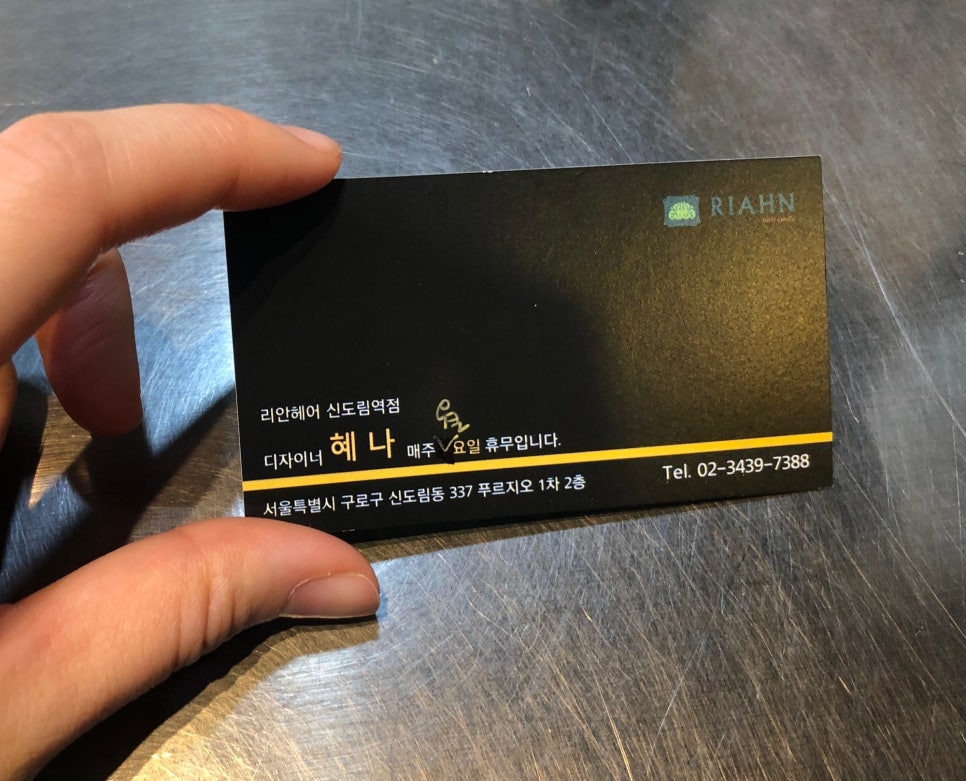 RIAHN
리안헤어 신도림역점
디자이너 혜 나 매주 월요일 휴무입니다.
서울특별시 구로구 신도림동 337 푸르지오 1차 2층
Tel. 02-3439-7388